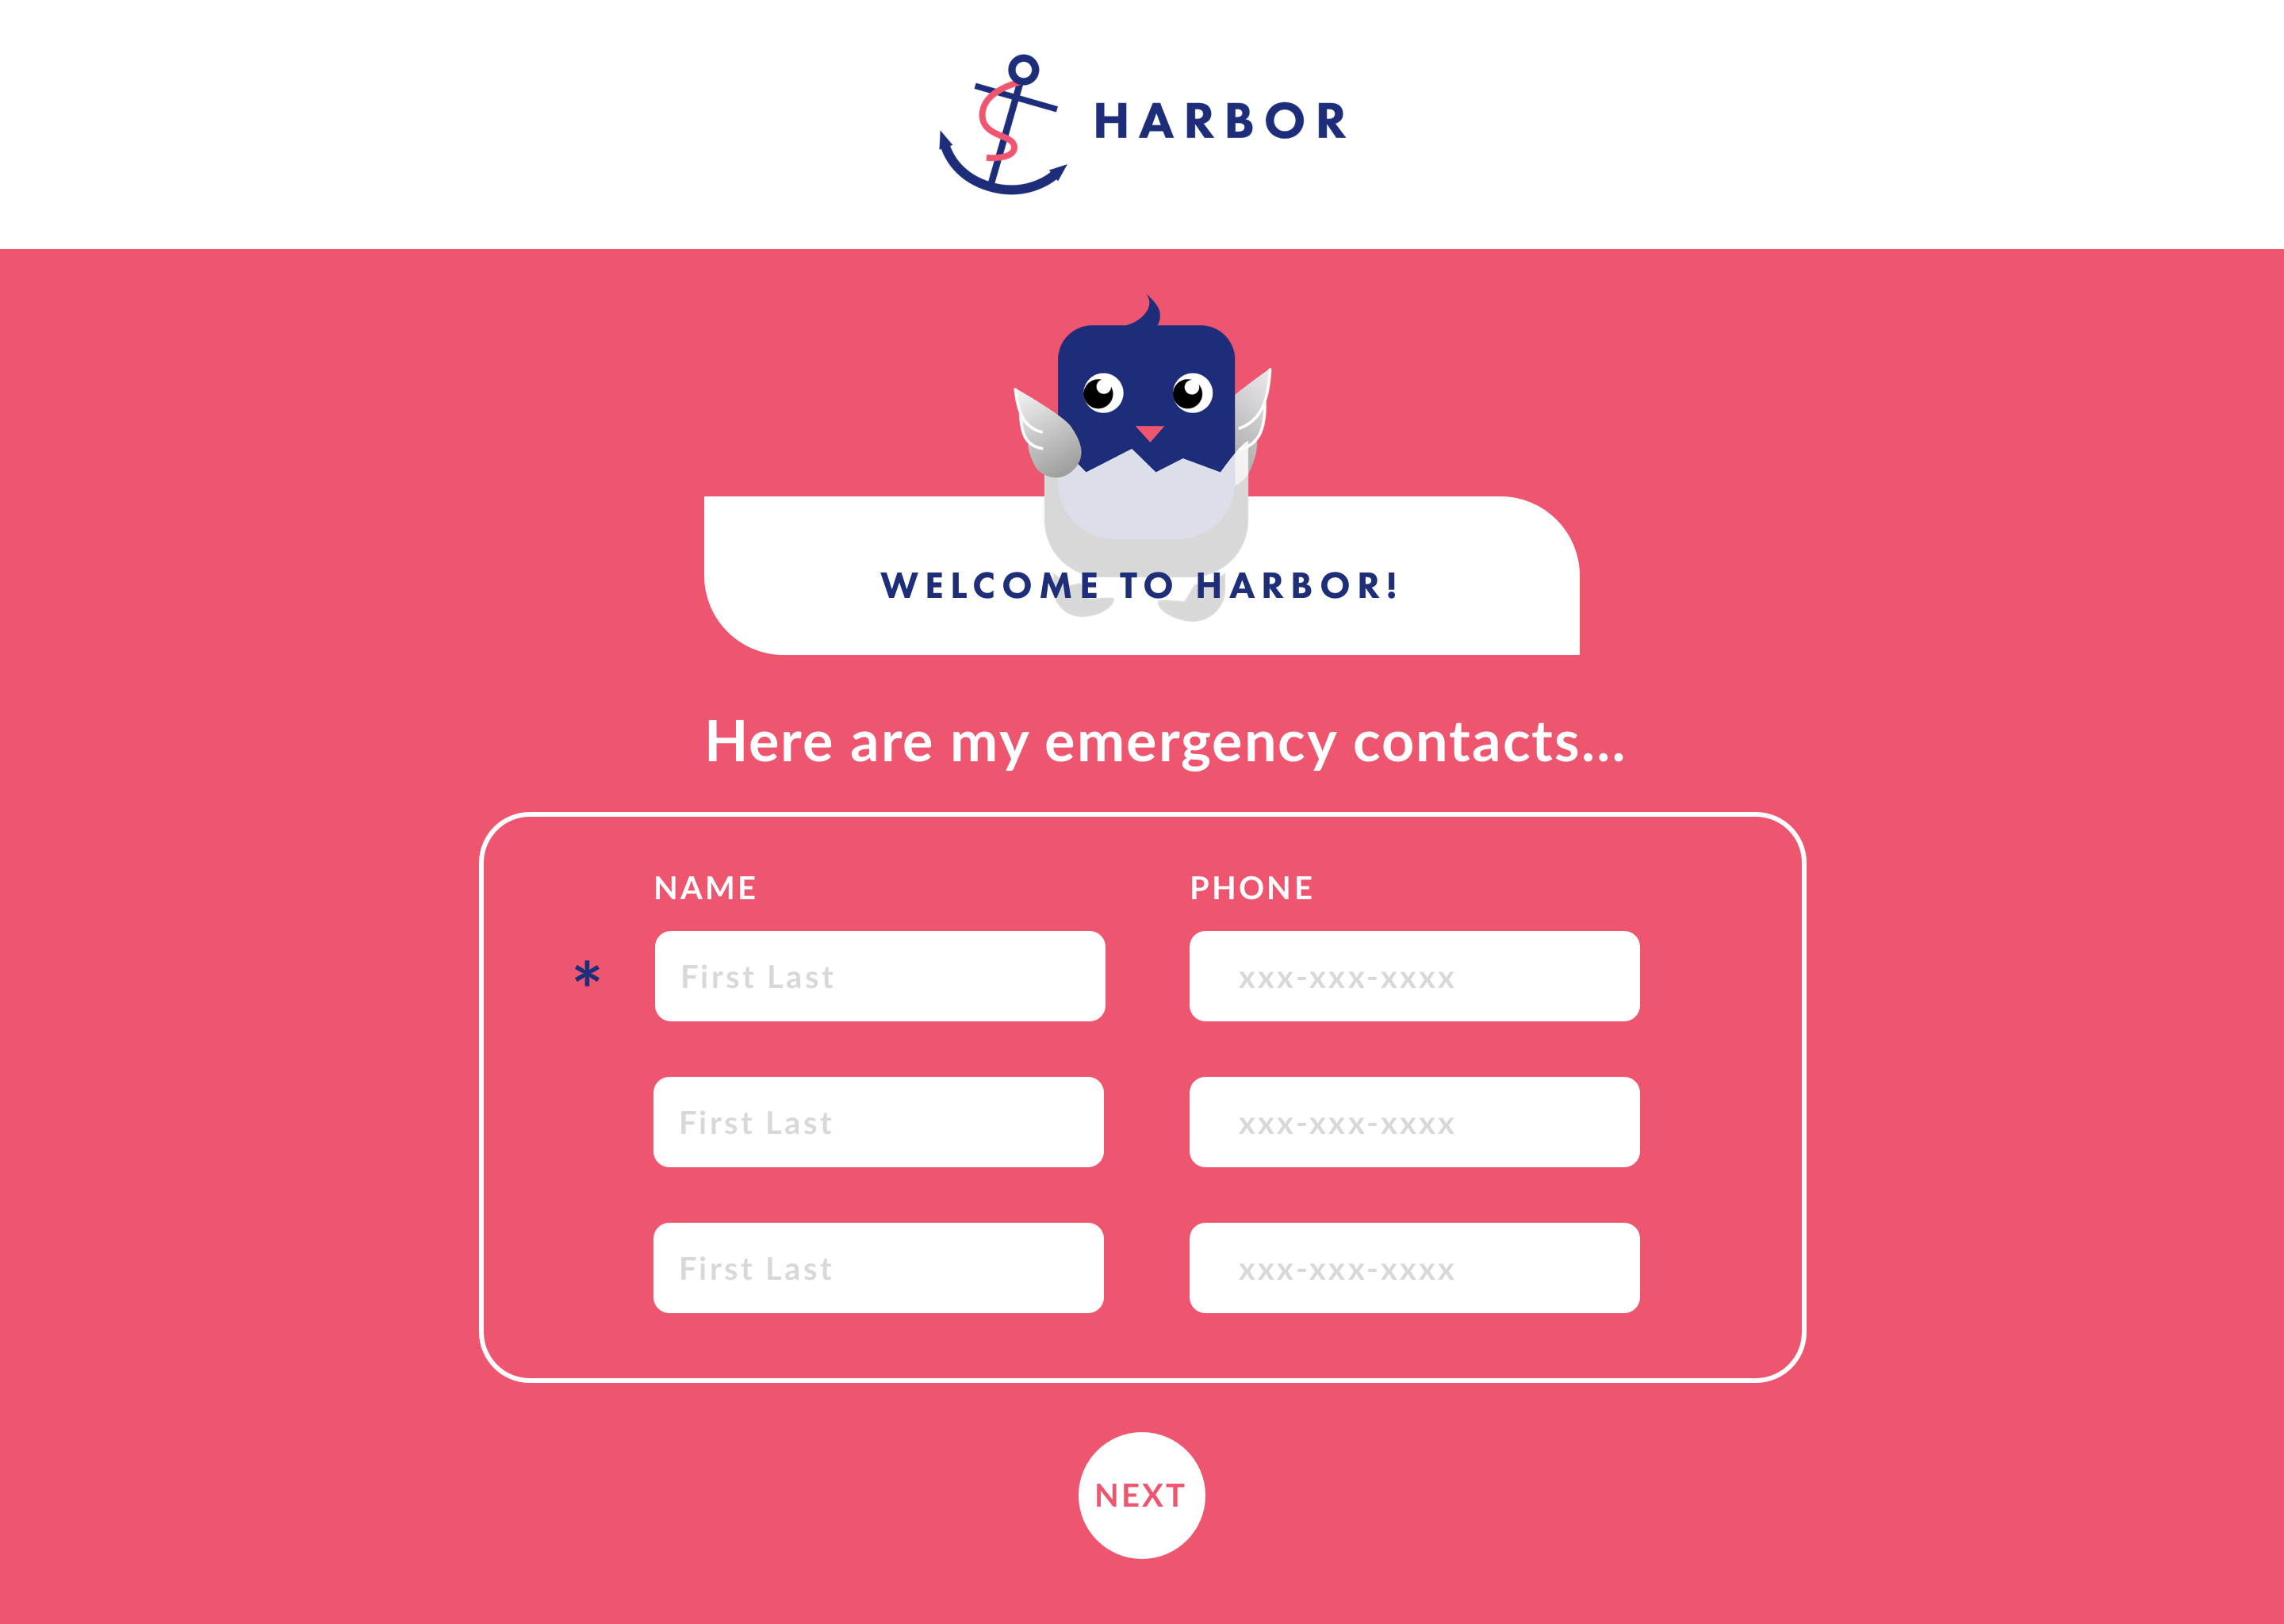 HARBOR
WELCOME TO HARBOR!
Here are my emergency contacts...
NAME PHONE
* First Last xxx-xxx-xxxx
First Last xxx-xxx-xxxx
First Last xxx-xxx-xxxx
NEXT